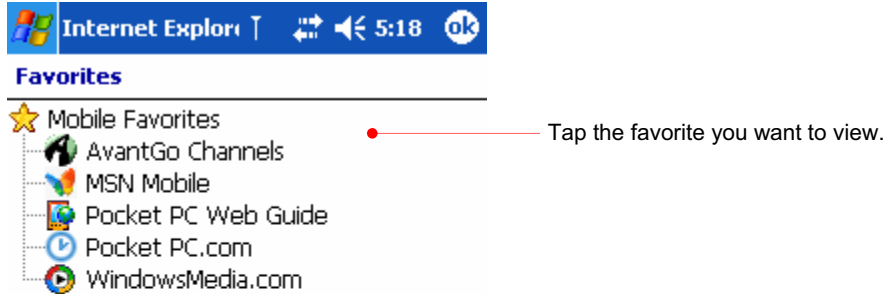 Internet Explor 5:18 ok
Favorites
Mobile Favorites
Tap the favorite you want to view.
AvantGo Channels
MSN Mobile
Pocket PC Web Guide
Pocket PC.com
WindowsMedia.com